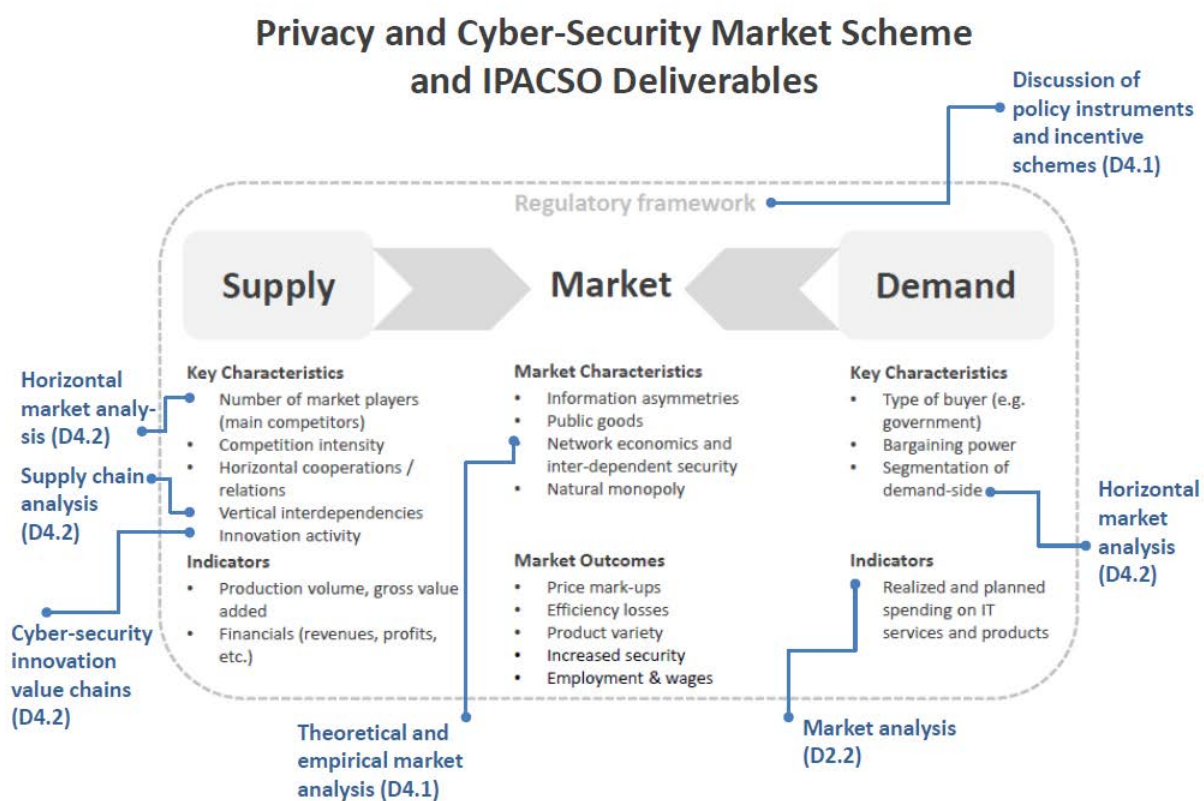 Privacy and Cyber-Security Market Scheme
and IPACSO Deliverables
Discussion of
policy instruments
and incentive
schemes (D4.1)
Regulatory framework
Supply
Market
Demand
Horizontal
market analy-
sis (D4.2)
Supply chain
analysis
(D4.2)
Cyber-security
innovation
value chains
(D4.2)
Key Characteristics
• Number of market players
(main competitors)
• Competition intensity
• Horizontal cooperations /
relations
• Vertical interdependencies
• Innovation activity
Indicators
• Production volume, gross value
added
• Financials (revenues, profits,
etc.)
Market Characteristics
• Information asymmetries
• Public goods
• Network economics and
inter-dependent security
• Natural monopoly
Market Outcomes
• Price mark-ups
• Efficiency losses
• Product variety
• Increased security
• Employment & wages
Key Characteristics
• Type of buyer (e.g.
government)
• Bargaining power
• Segmentation of
demand-side
Indicators
• Realized and planned
spending on IT
services and products
Horizontal
market
analysis
(D4.2)
Theoretical and
empirical market
analysis (D4.1)
Market analysis
(D2.2)